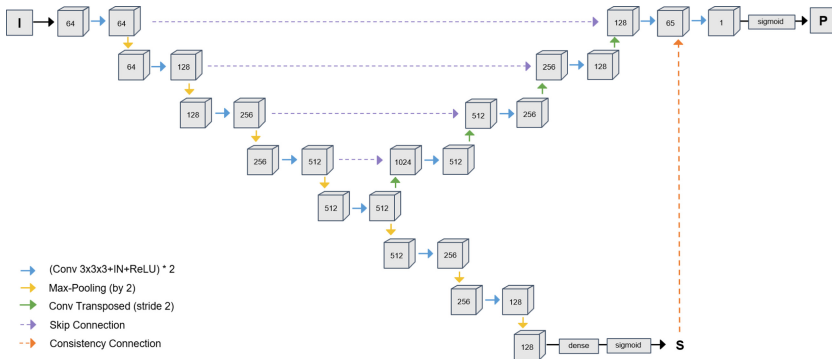 I 64 64 128 65 1 sigmoid P
64 128 256 128
128 256 512 256
256 512 1024 512
512 512
512 256
(Conv 3x3x3+IN+ReLU) * 2
Max-Pooling (by 2)
256 128
Conv Transposed (stride 2)
Skip Connection
Consistency Connection
128 dense sigmoid S